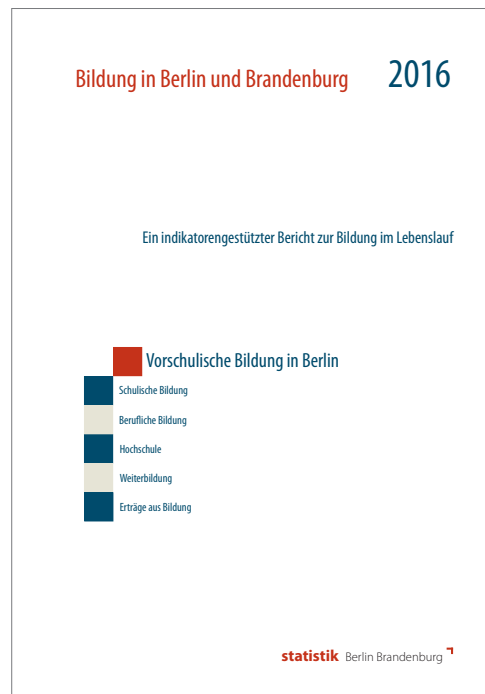 Bildung in Berlin und Brandenburg 2016
Ein indikatorengestützter Bericht zur Bildung im Lebenslauf
Vorschulische Bildung in Berlin
Schulische Bildung
Berufliche Bildung
Hochschule
Weiterbildung
Erträge aus Bildung
statistik Berlin Brandenburg